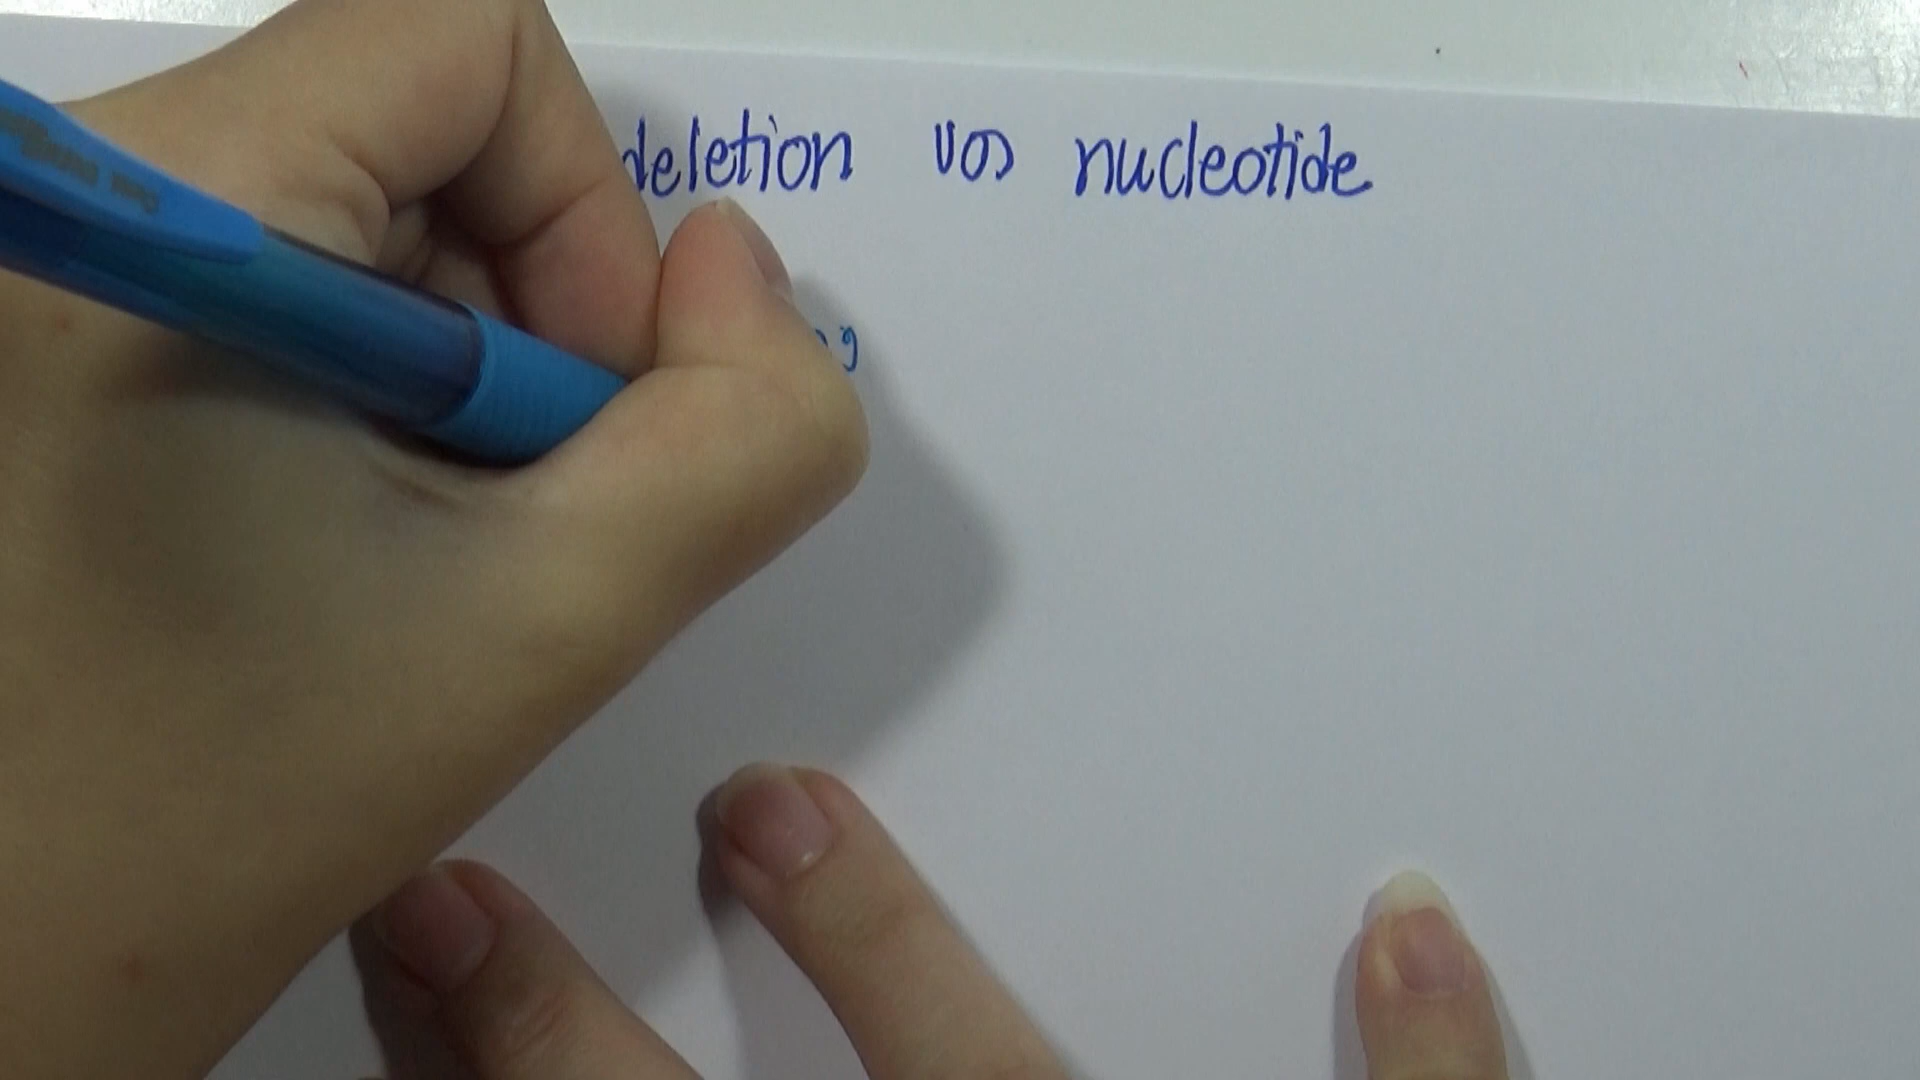 deletion ของ nucleotide